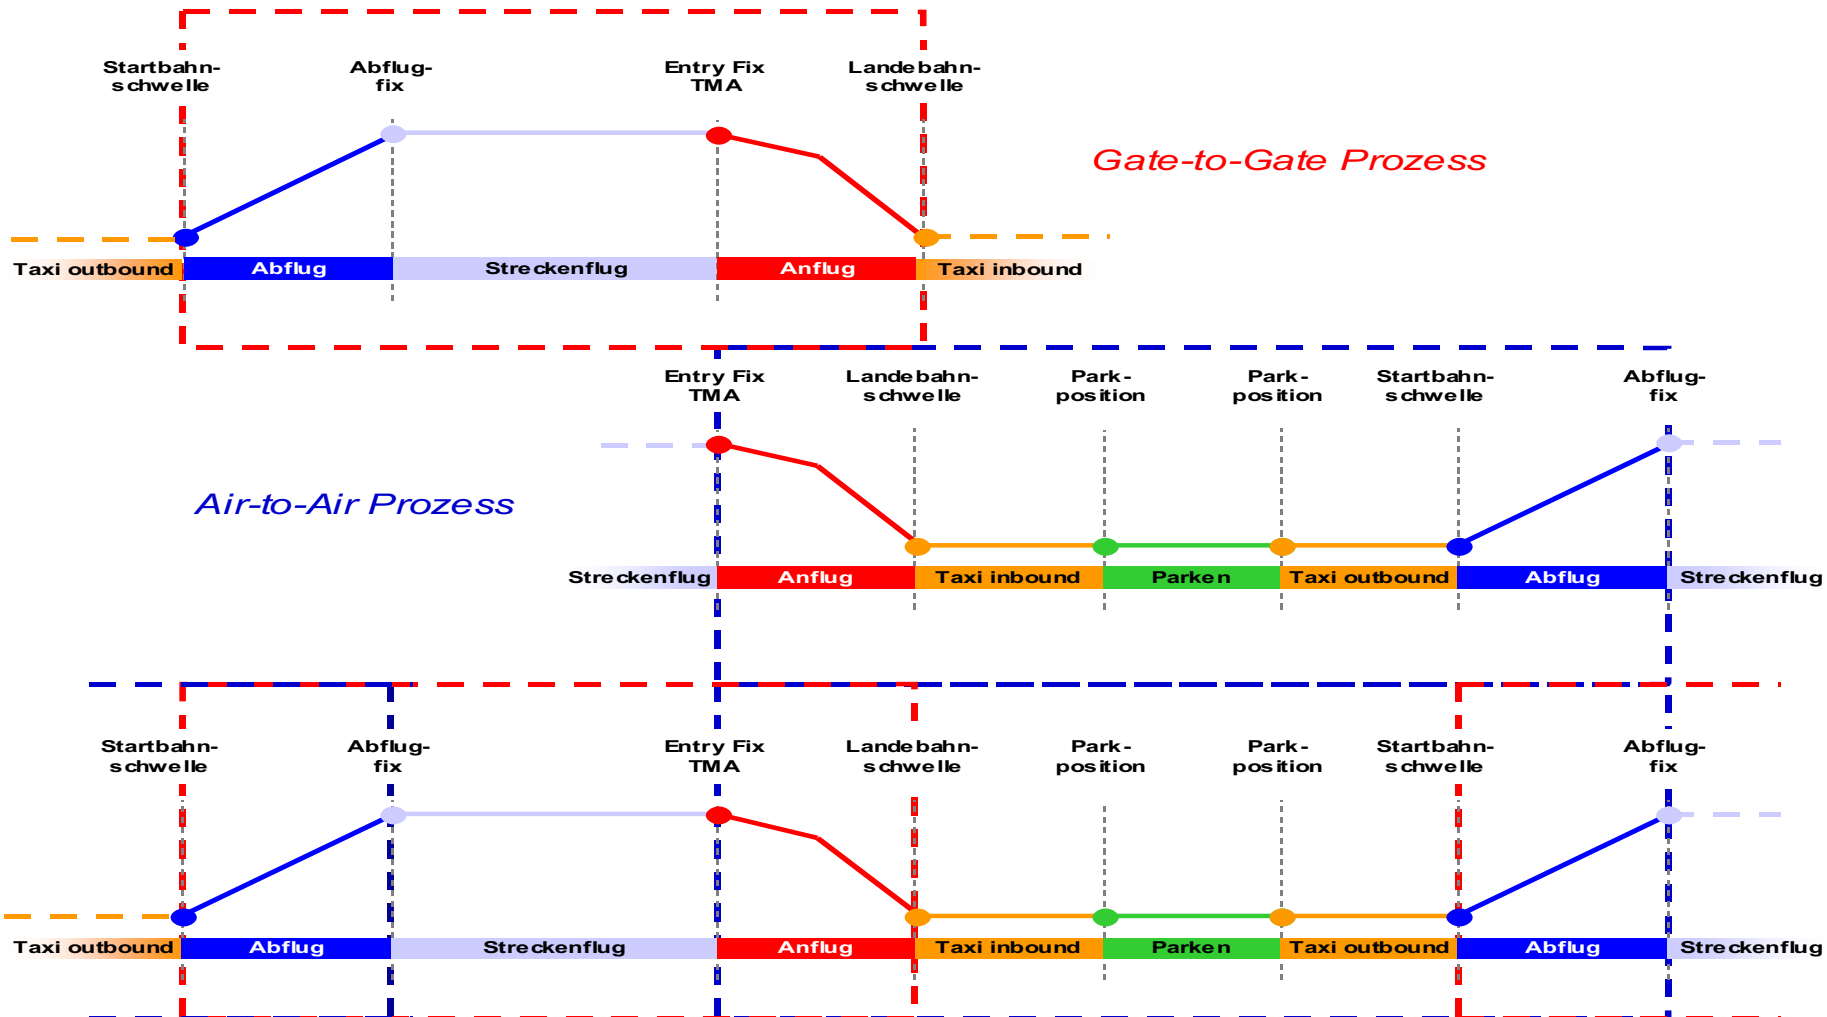 Startbahn-
schwelle
Abflug-
fix
Entry Fix
TMA
Landebahn-
schwelle
Gate-to-Gate Prozess
Taxi outbound
Abflug
Streckenflug
Anflug
Taxi inbound
Entry Fix
TMA
Landebahn-
schwelle
Park-
position
Park-
position
Startbahn-
schwelle
Abflug-
fix
Air-to-Air Prozess
Streckenflug
Anflug
Taxi inbound
Parken
Taxi outbound
Abflug
Streckenflug
Startbahn-
schwelle
Abflug-
fix
Entry Fix
TMA
Landebahn-
schwelle
Park-
position
Park-
position
Startbahn-
schwelle
Abflug-
fix
Taxi outbound
Abflug
Streckenflug
Anflug
Taxi inbound
Parken
Taxi outbound
Abflug
Streckenflug